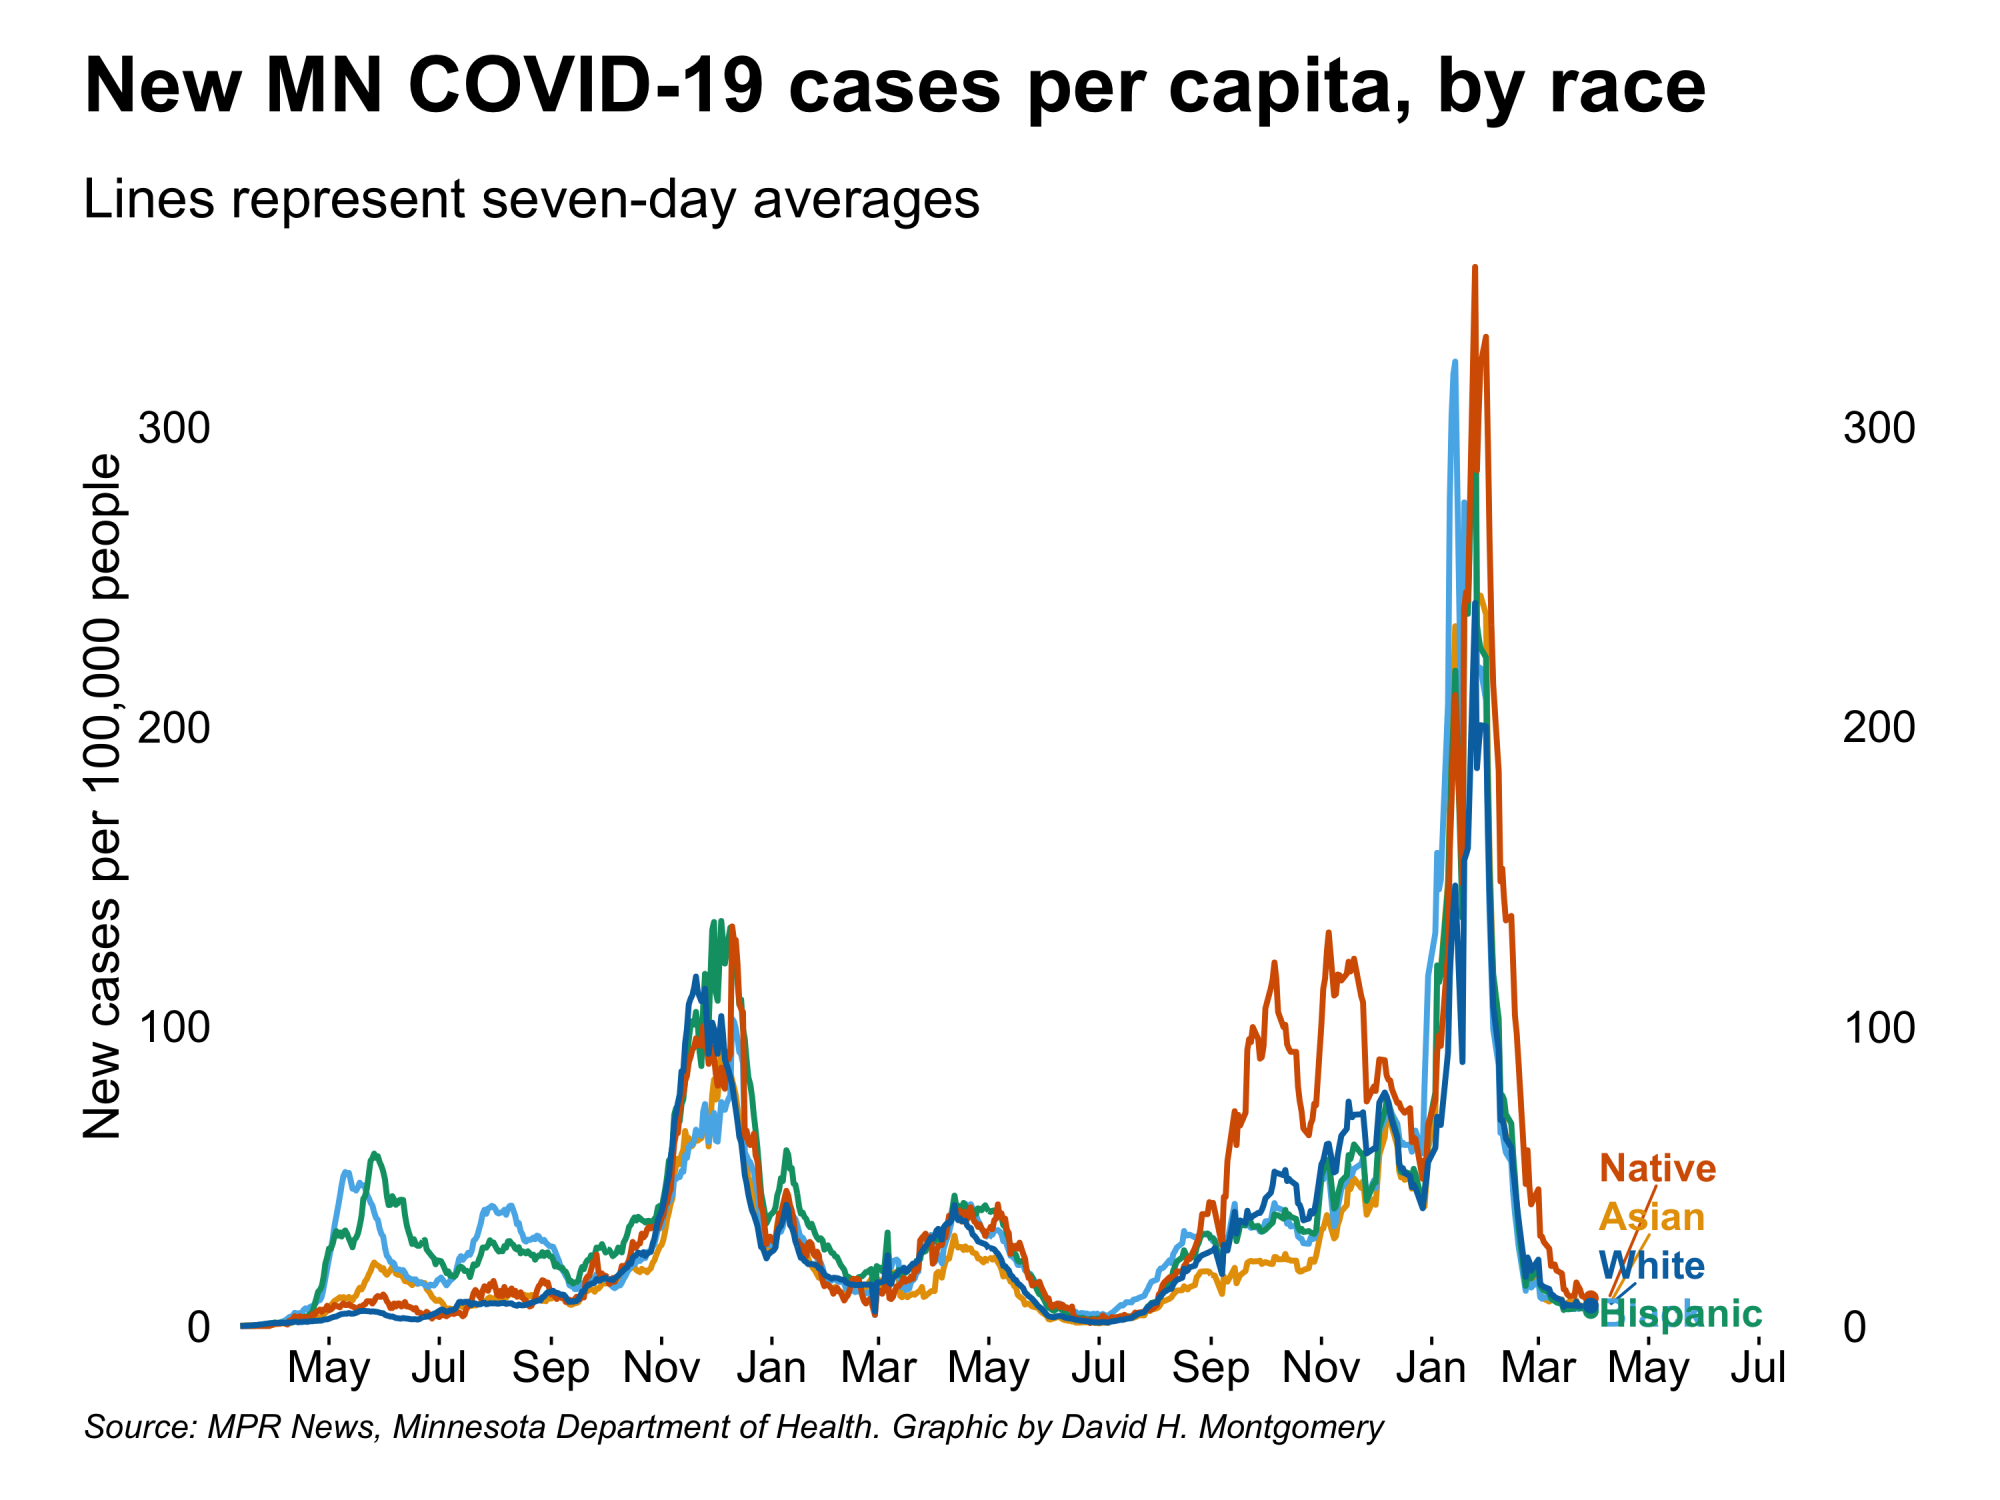 New MN COVID-19 cases per capita, by race
Lines represent seven-day averages
New cases per 100,000 people
300
200
100
0
300
200
100
0
Native
Asian
White
Hispanic
May Jul Sep Nov Jan Mar May Jul Sep Nov Jan Mar May Jul
Source: MPR News, Minnesota Department of Health. Graphic by David H. Montgomery